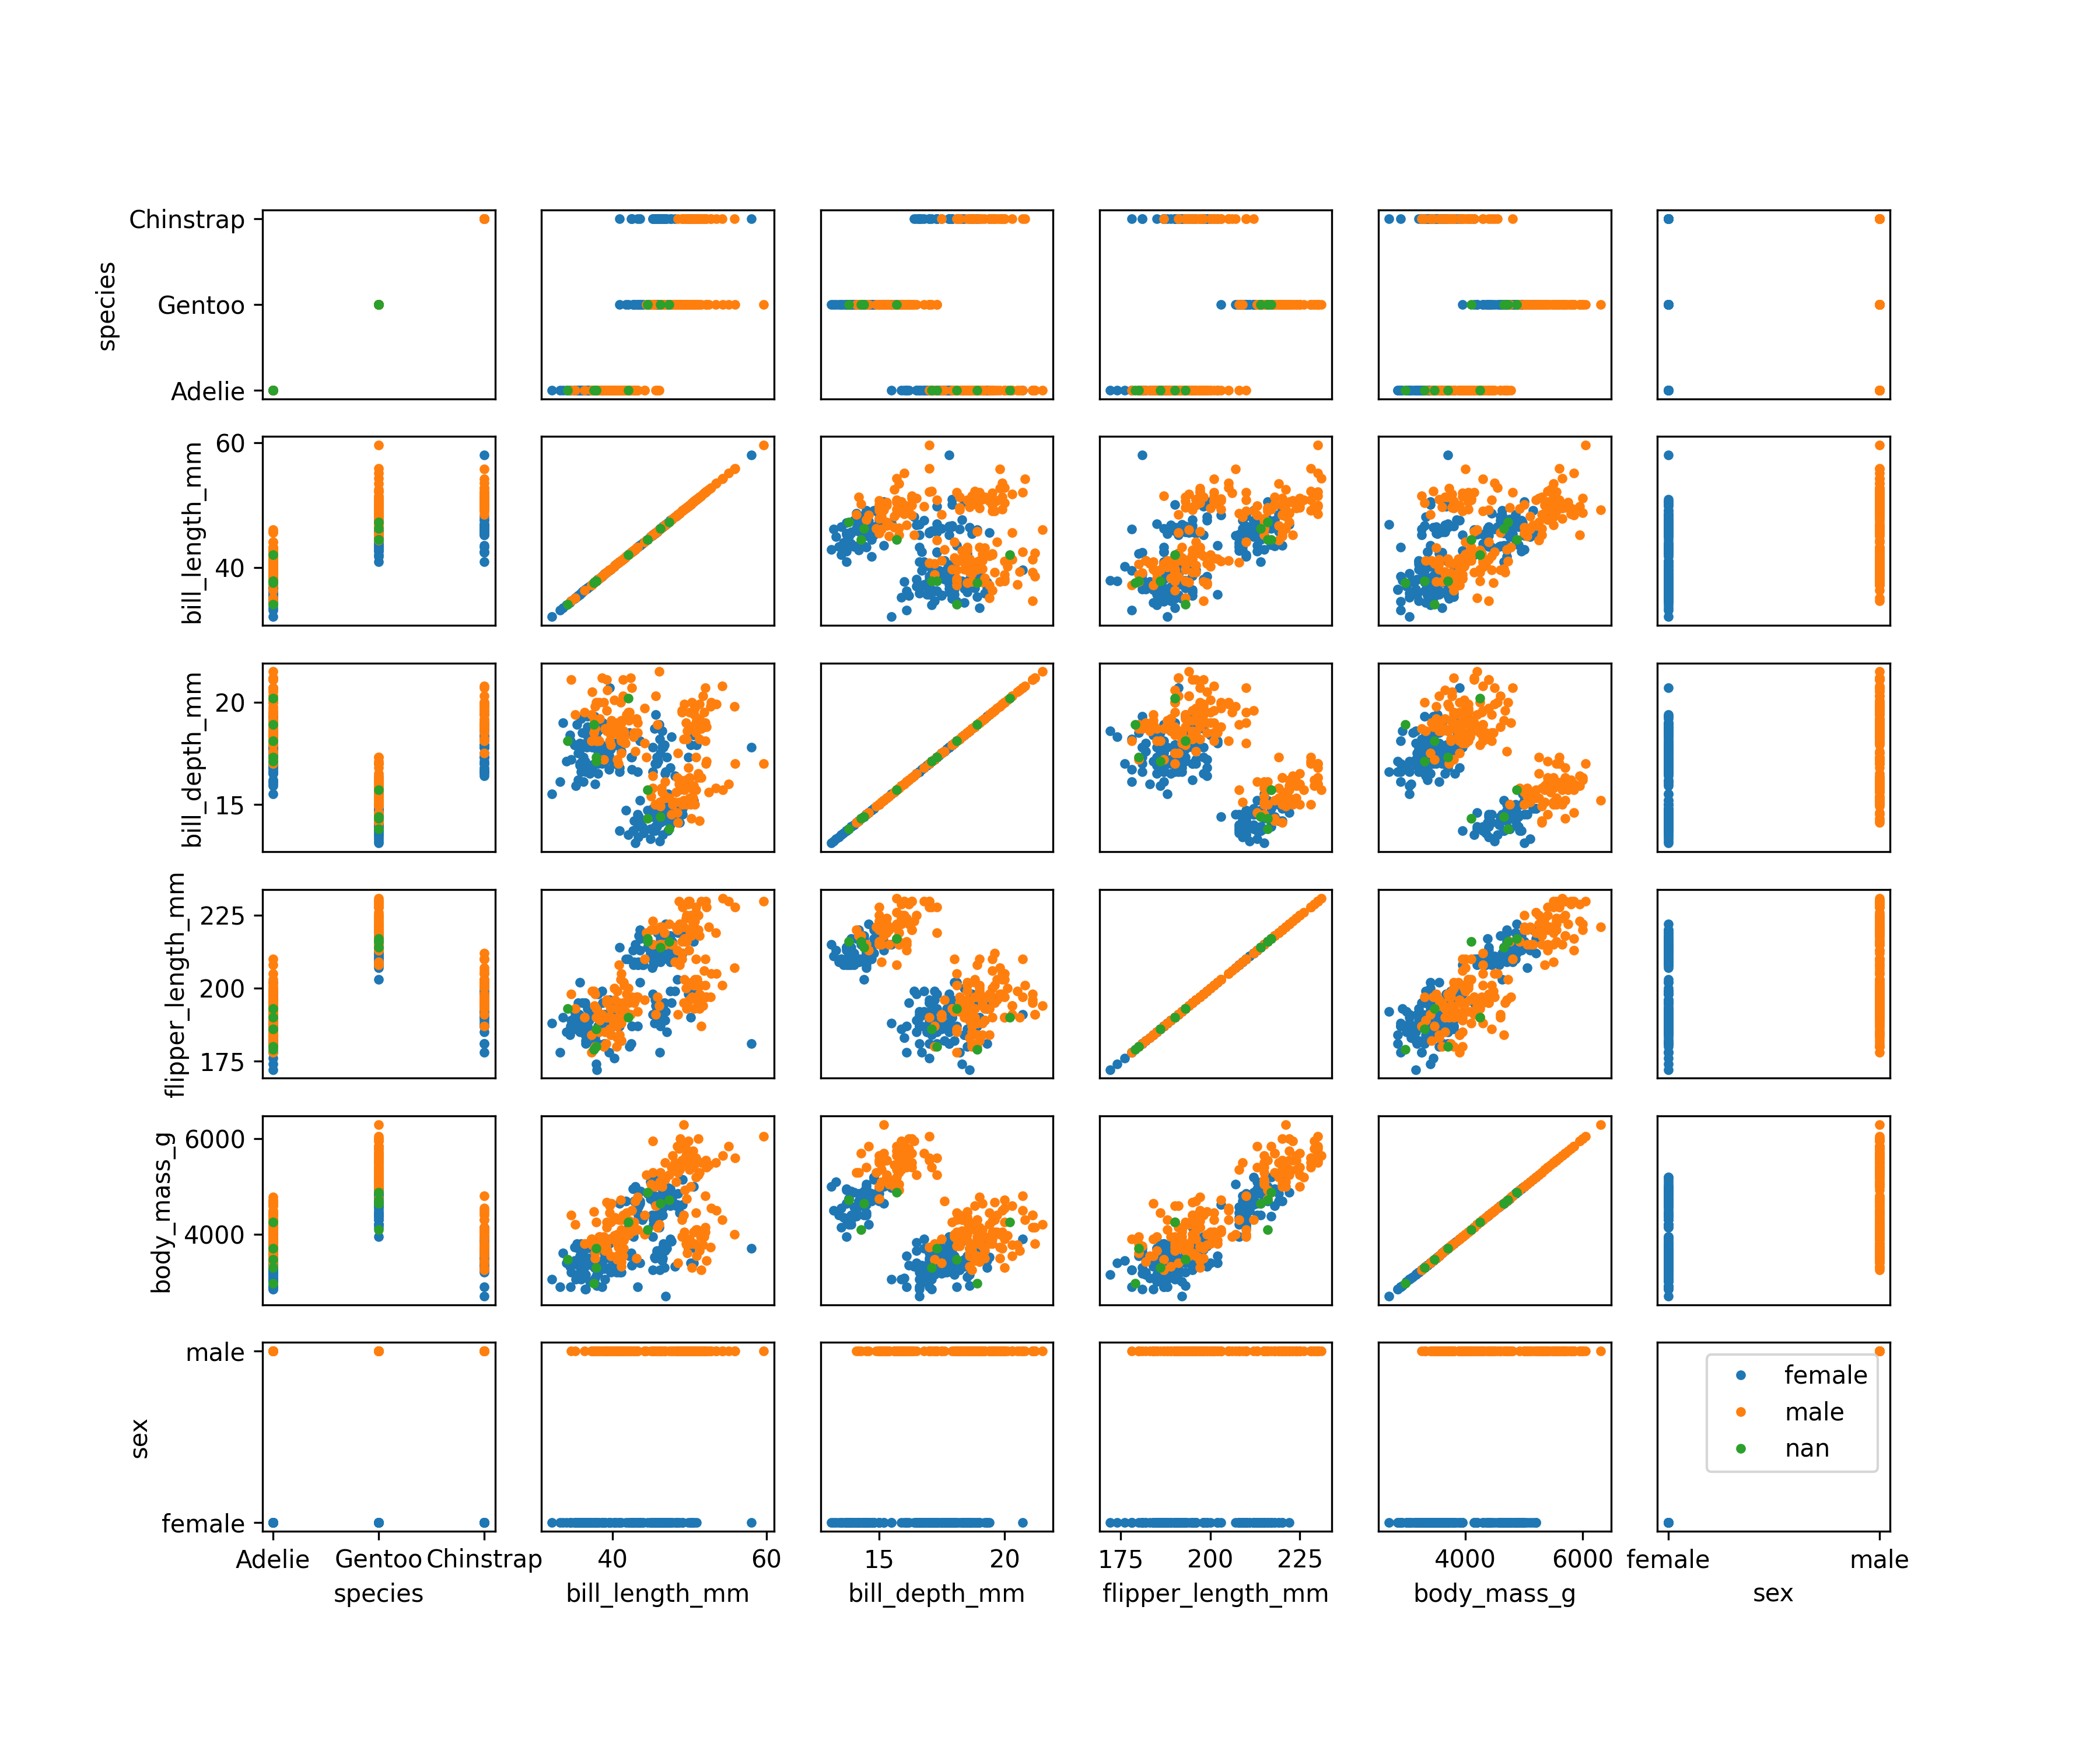 Chinstrap
Gentoo
Adelie
species
60
40
bill_length_mm
20
15
bill_depth_mm
225
200
175
flipper_length_mm
6000
4000
body_mass_g
male
female
sex
female
male
nan
Adelie Gentoo Chinstrap 40 60 15 20 175 200 225 4000 6000 female male
species bill_length_mm bill_depth_mm flipper_length_mm body_mass_g sex